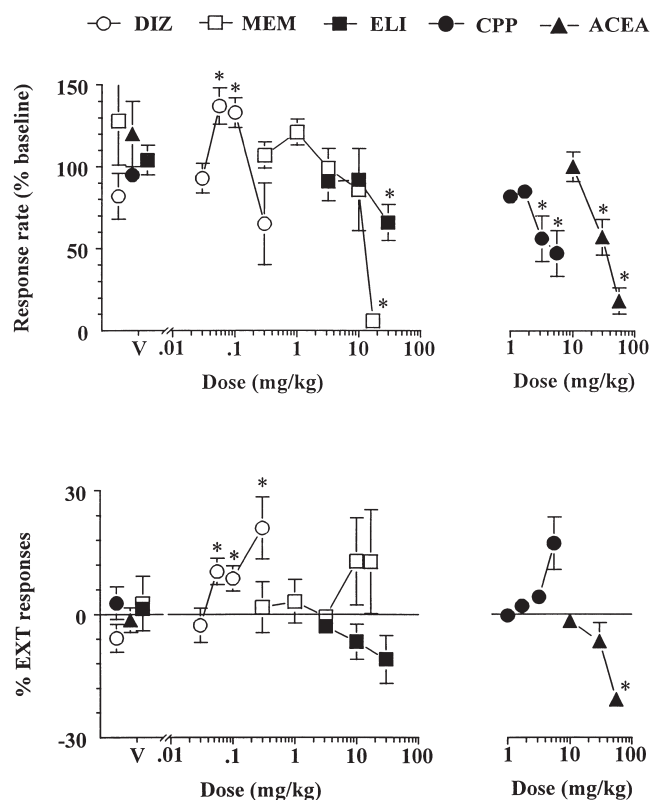 DIZ MEM ELI CPP ACEA
Response rate (% baseline)
150
100
50
0
* * * * * * * *
V .01 .1 1 10 100
1 10 100
Dose (mg/kg)
Dose (mg/kg)
% EXT responses
30
0
-30
* * * *
V .01 .1 1 10 100
1 10 100
Dose (mg/kg)
Dose (mg/kg)